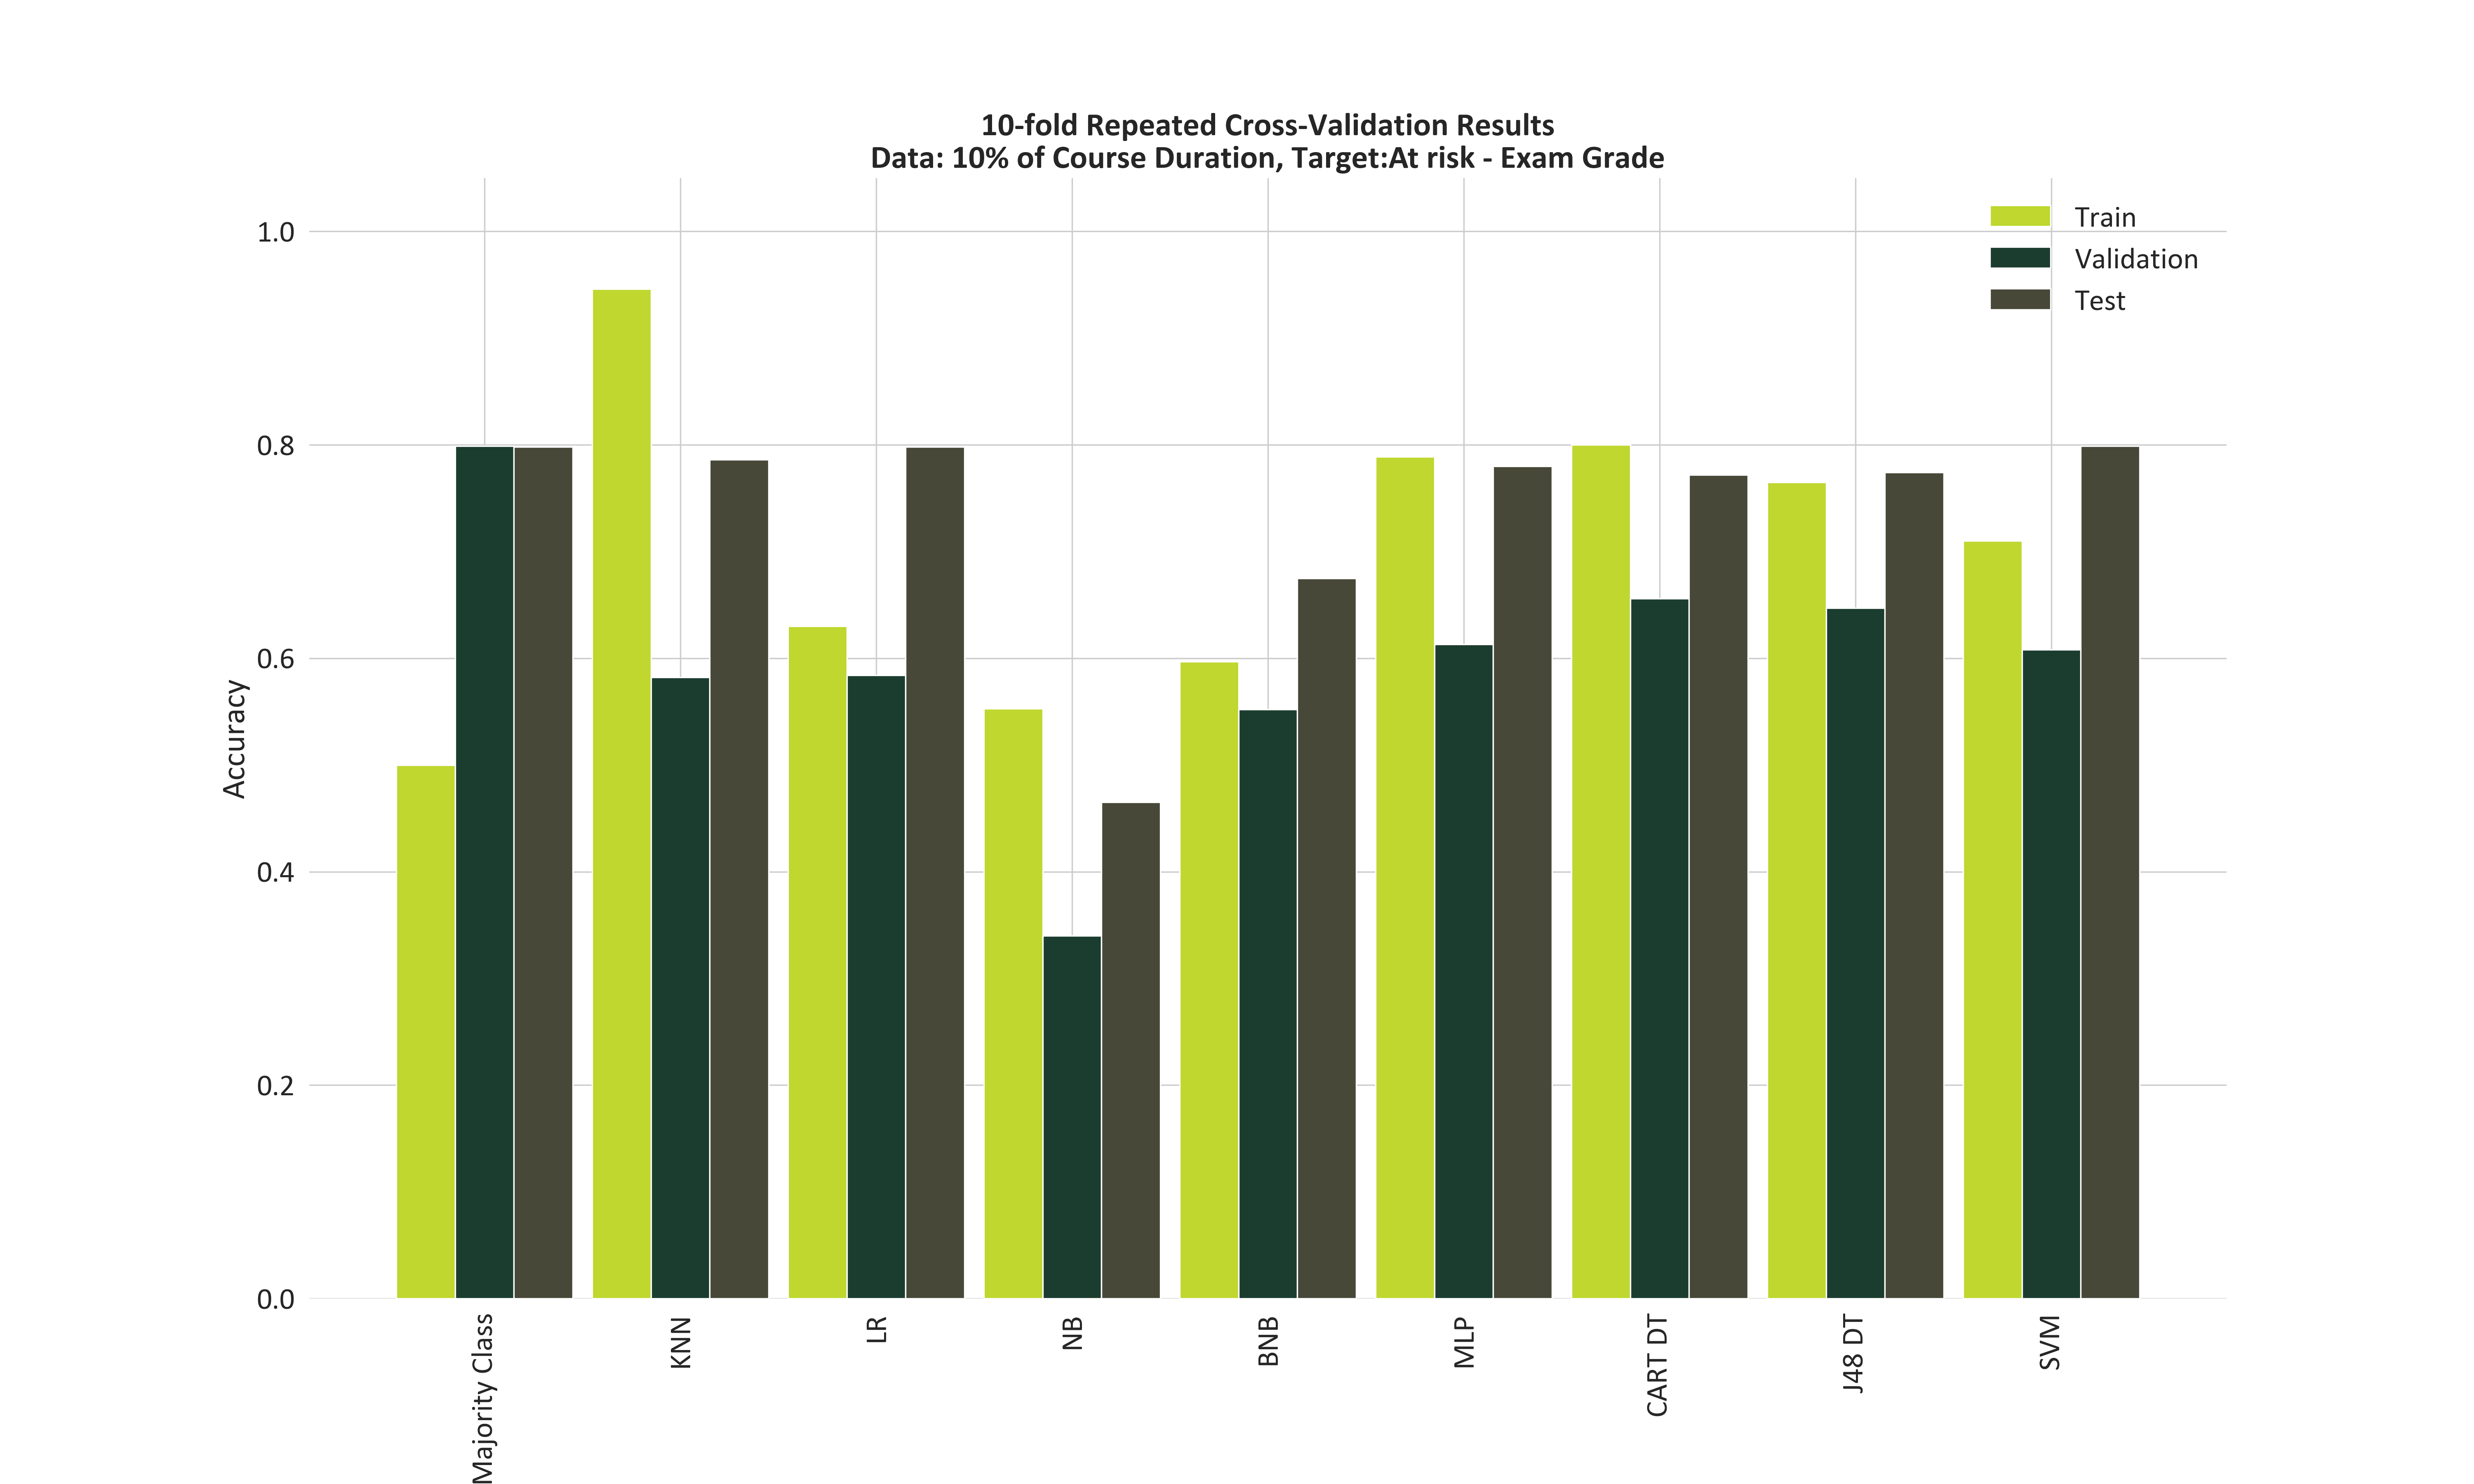 10-fold Repeated Cross-Validation Results
Data: 10% of Course Duration, Target:At risk - Exam Grade
Train
Validation
Test
Accuracy
1.0
0.8
0.6
0.4
0.2
0.0
Majority Class
KNN
LR
NB
BNB
MLP
CART DT
J48 DT
SVM